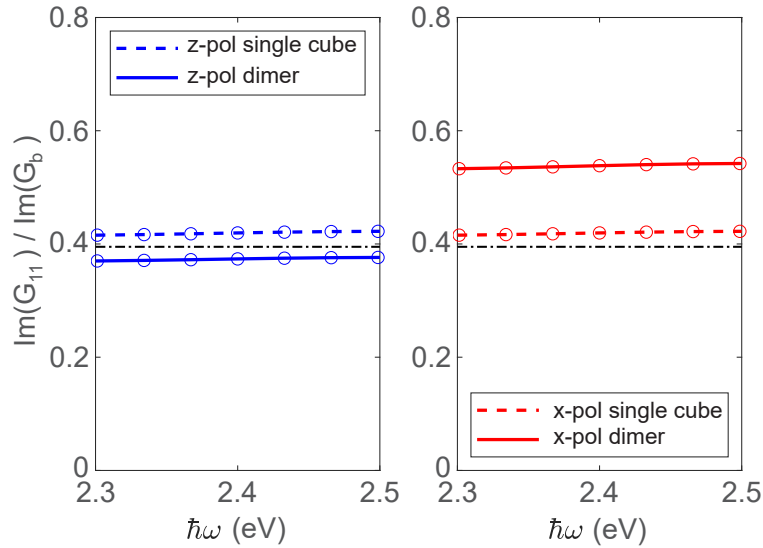 Im(G₁₁) / Im(G_b)
0.8
0.6
0.4
0.2
0
z-pol single cube
z-pol dimer
2.3
2.4
2.5
ħω (eV)
0.8
0.6
0.4
0.2
0
x-pol single cube
x-pol dimer
2.3
2.4
2.5
ħω (eV)